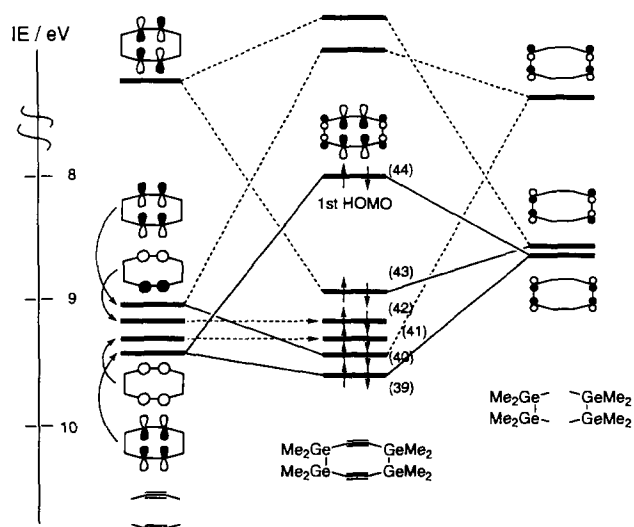 IE / eV
8
(44)
1st HOMO
(43)
9
(42)
(41)
(40)
(39)
10
Me₂Ge GeMe₂
Me₂Ge GeMe₂
Me₂Ge GeMe₂
Me₂Ge GeMe₂